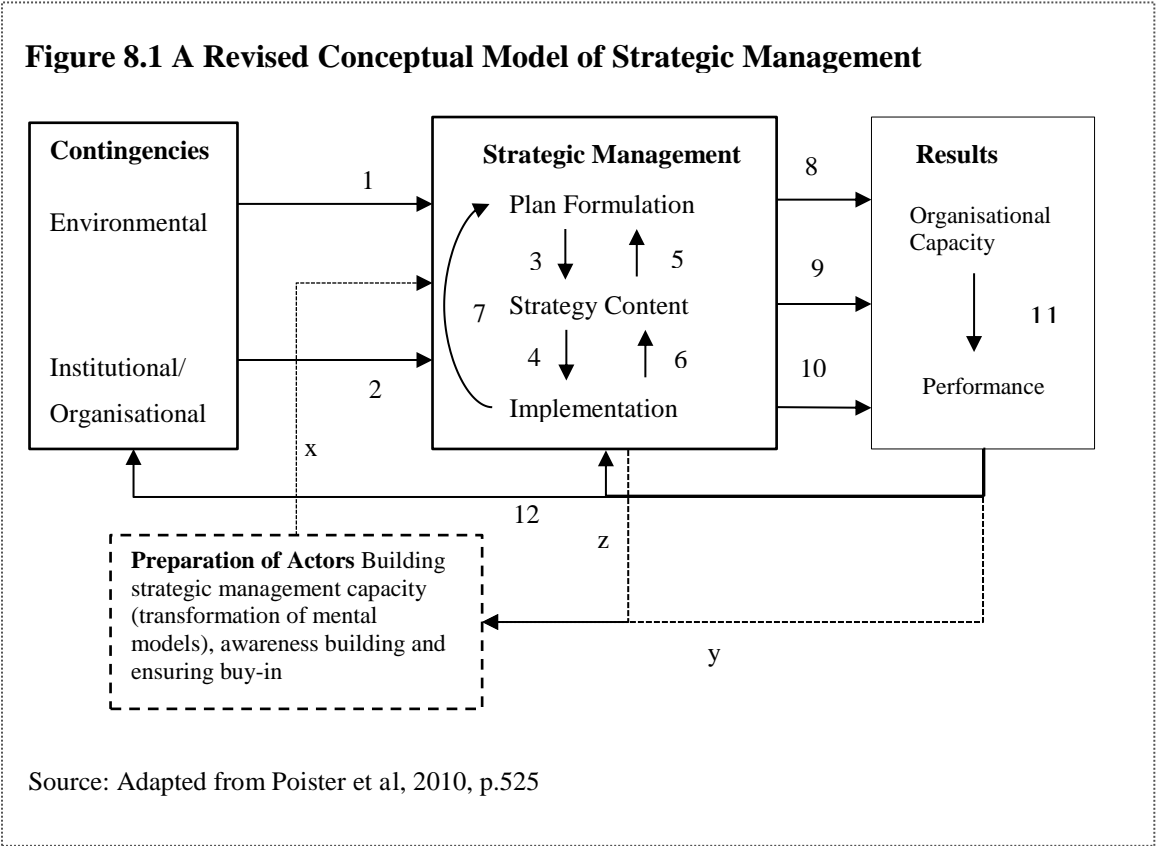 Figure 8.1 A Revised Conceptual Model of Strategic Management
Contingencies
Environmental
Institutional/
Organisational
1
2
Strategic Management
Plan Formulation
3
5
7
Strategy Content
4
6
Implementation
8
9
10
Results
Organisational
Capacity
11
Performance
x
12
z
y
Preparation of Actors Building
strategic management capacity
(transformation of mental
models), awareness building and
ensuring buy-in
Source: Adapted from Poister et al, 2010, p.525